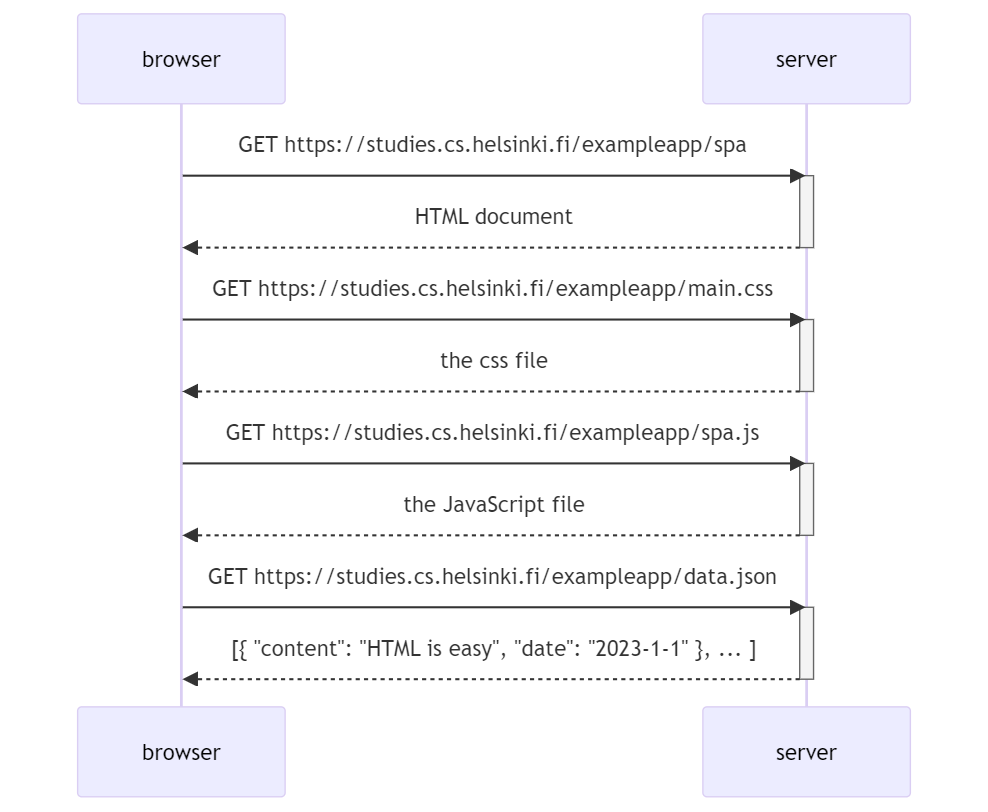 browser
server
GET https://studies.cs.helsinki.fi/exampleapp/spa
HTML document
GET https://studies.cs.helsinki.fi/exampleapp/main.css
the css file
GET https://studies.cs.helsinki.fi/exampleapp/spa.js
the JavaScript file
GET https://studies.cs.helsinki.fi/exampleapp/data.json
[{ "content": "HTML is easy", "date": "2023-1-1" }, ... ]
browser
server